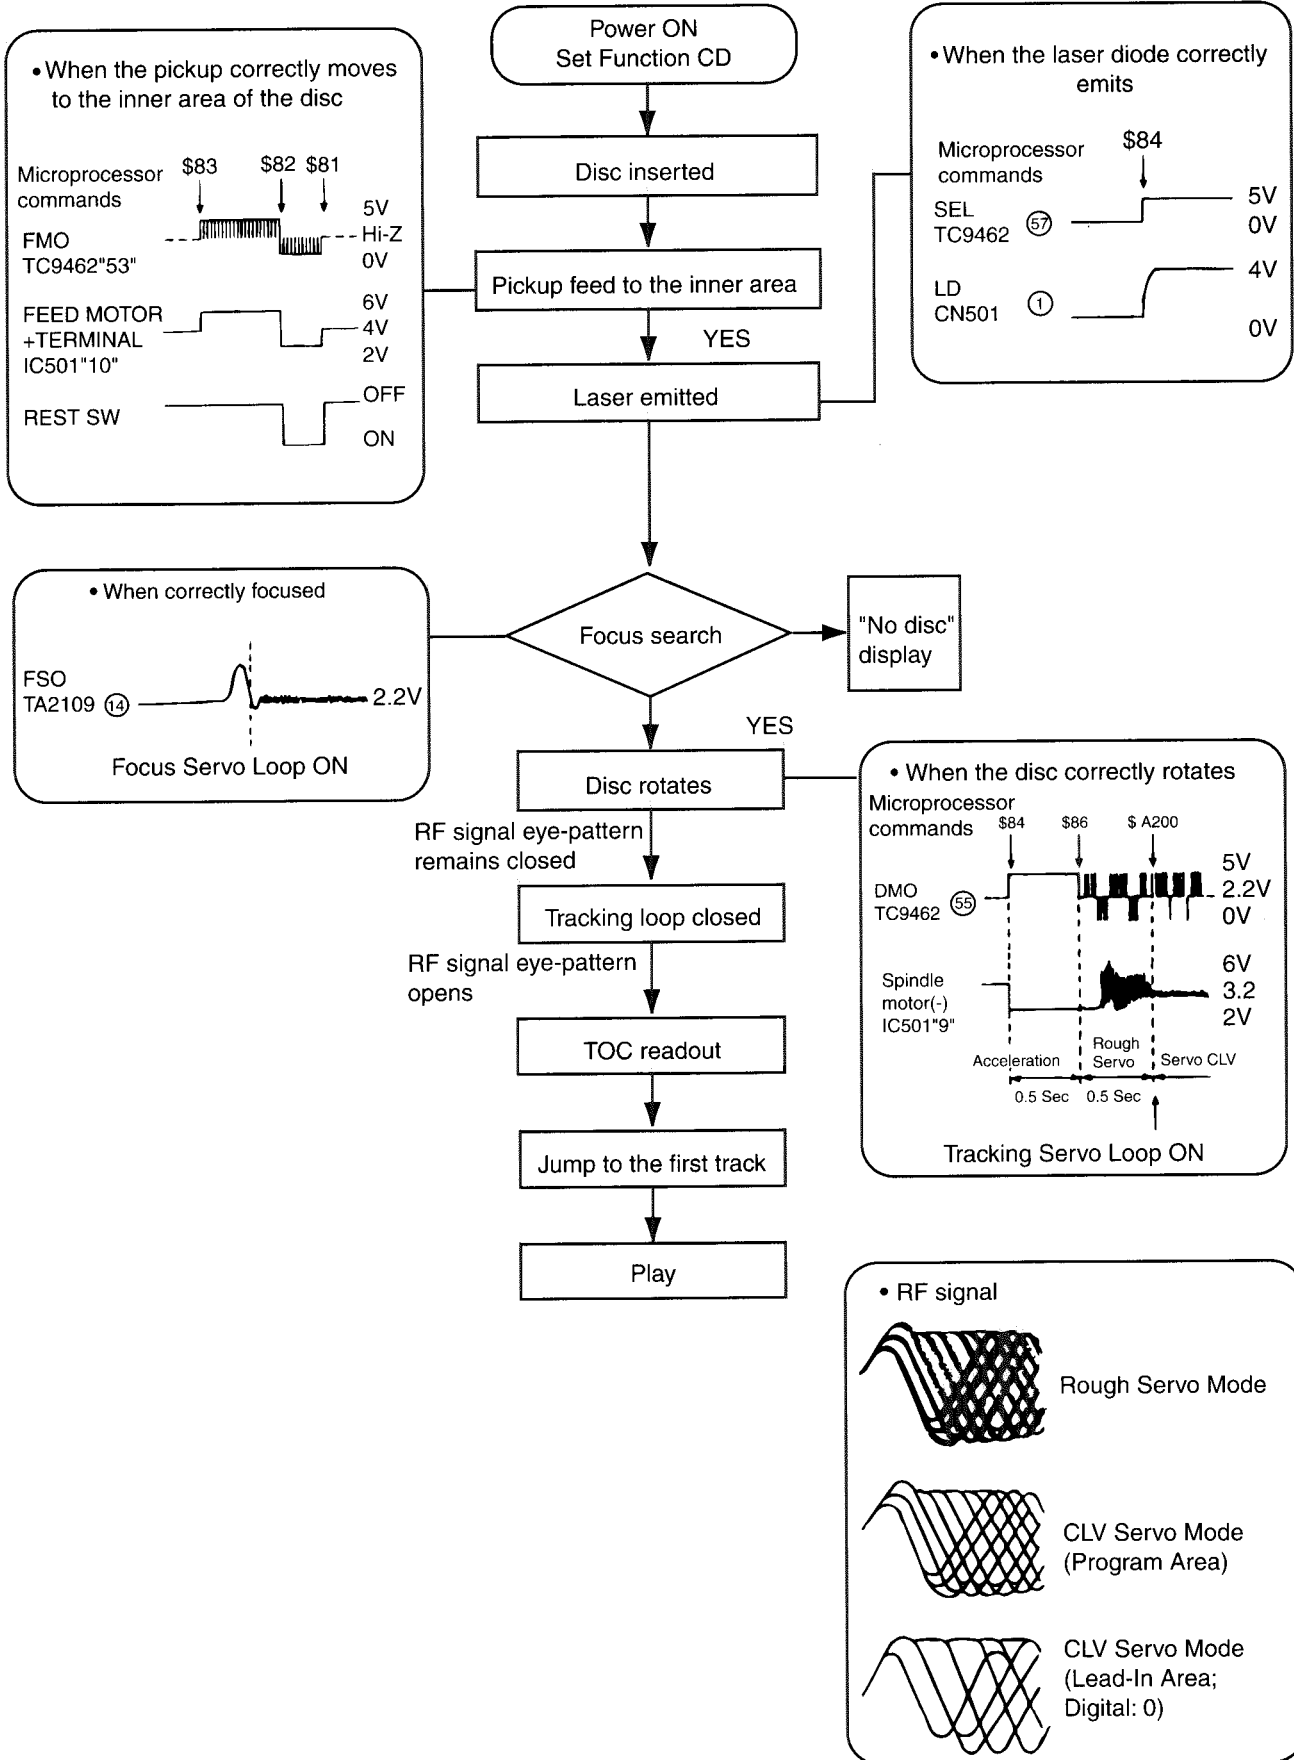 Power ON
Set Function CD
• When the pickup correctly moves
to the inner area of the disc
Microprocessor
commands
$83 $82 $81
FMO
TC9462"53"
5V
Hi-Z
0V
FEED MOTOR
+TERMINAL
IC501"10"
6V
4V
2V
REST SW
OFF
ON
• When the laser diode correctly
emits
Microprocessor
commands
$84
SEL
TC9462 57
5V
0V
LD
CN501 1
4V
0V
Disc inserted
Pickup feed to the inner area
YES
Laser emitted
• When correctly focused
FSO
TA2109 14
2.2V
Focus Servo Loop ON
Focus search
"No disc"
display
YES
Disc rotates
RF signal eye-pattern
remains closed
Tracking loop closed
RF signal eye-pattern
opens
TOC readout
Jump to the first track
Play
• When the disc correctly rotates
Microprocessor
commands
$84 $86 $ A200
DMO
TC9462 55
5V
2.2V
0V
Spindle
motor(-)
IC501"9"
6V
3.2
2V
Acceleration
Rough
Servo
Servo CLV
0.5 Sec 0.5 Sec
Tracking Servo Loop ON
• RF signal
Rough Servo Mode
CLV Servo Mode
(Program Area)
CLV Servo Mode
(Lead-In Area;
Digital: 0)